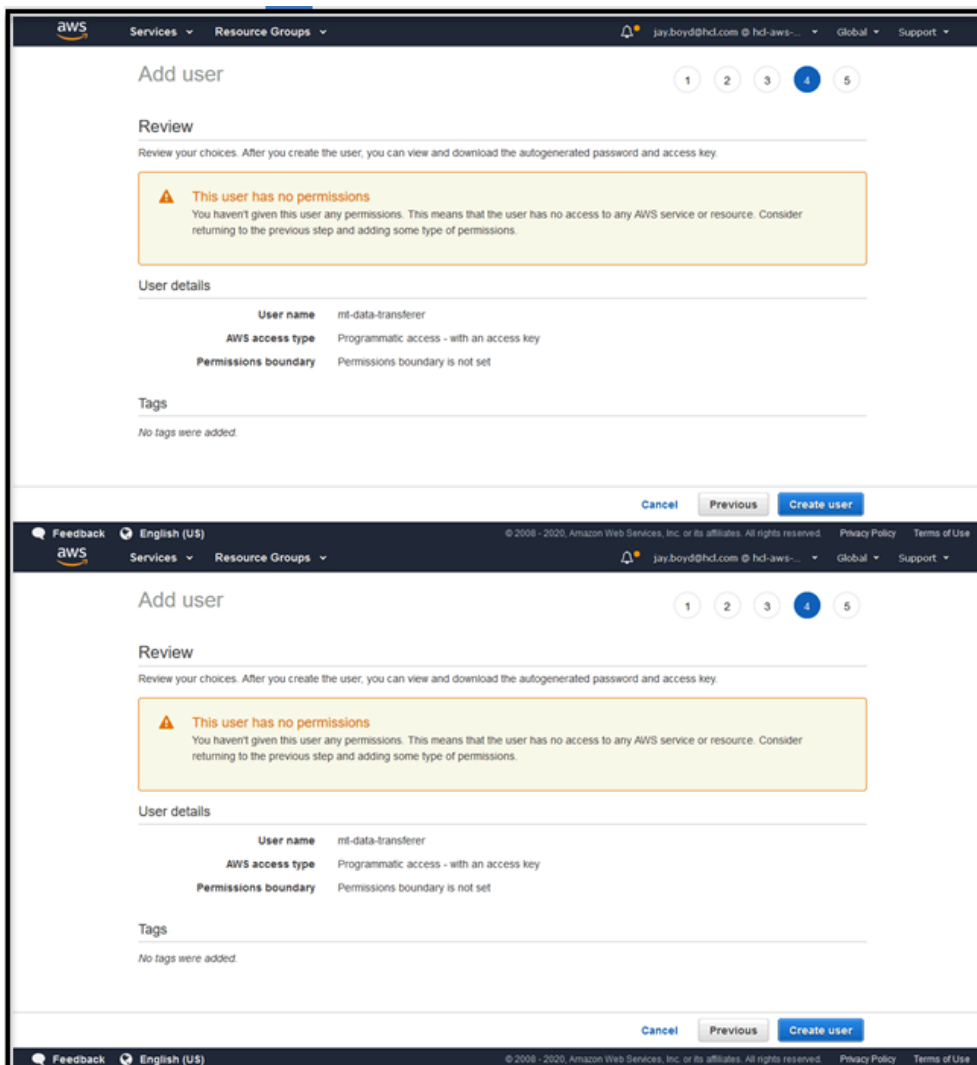 aws Services Resource Groups jay.boyd@hcl.com @ hcl-aws-... Global Support
Add user 1 2 3 4 5
Review
Review your choices. After you create the user, you can view and download the autogenerated password and access key.
This user has no permissions
You haven't given this user any permissions. This means that the user has no access to any AWS service or resource. Consider
returning to the previous step and adding some type of permissions.
User details
User name mt-data-transferer
AWS access type Programmatic access - with an access key
Permissions boundary Permissions boundary is not set
Tags
No tags were added.
Cancel Previous Create user
Feedback English (US) © 2008 - 2020, Amazon Web Services, Inc. or its affiliates. All rights reserved. Privacy Policy Terms of Use
aws Services Resource Groups jay.boyd@hcl.com @ hcl-aws-... Global Support
Add user 1 2 3 4 5
Review
Review your choices. After you create the user, you can view and download the autogenerated password and access key.
This user has no permissions
You haven't given this user any permissions. This means that the user has no access to any AWS service or resource. Consider
returning to the previous step and adding some type of permissions.
User details
User name mt-data-transferer
AWS access type Programmatic access - with an access key
Permissions boundary Permissions boundary is not set
Tags
No tags were added.
Cancel Previous Create user
Feedback English (US) © 2008 - 2020, Amazon Web Services, Inc. or its affiliates. All rights reserved. Privacy Policy Terms of Use